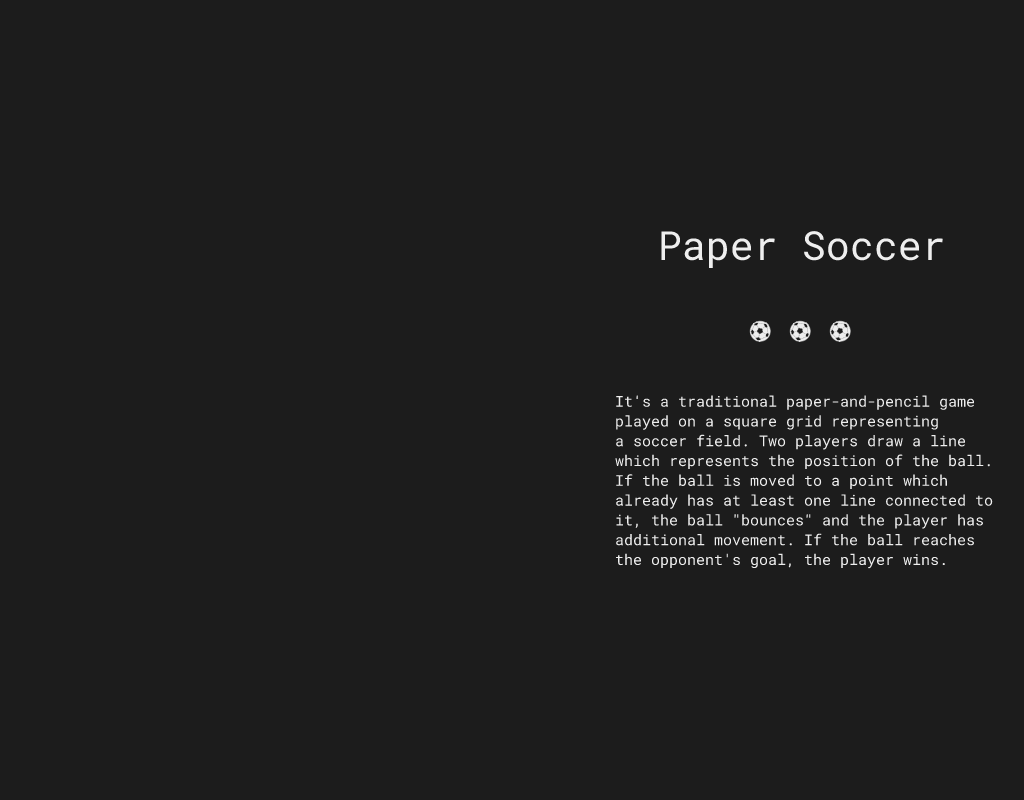 Paper Soccer
It's a traditional paper-and-pencil game
played on a square grid representing
a soccer field. Two players draw a line
which represents the position of the ball.
If the ball is moved to a point which
already has at least one line connected to
it, the ball "bounces" and the player has
additional movement. If the ball reaches
the opponent's goal, the player wins.